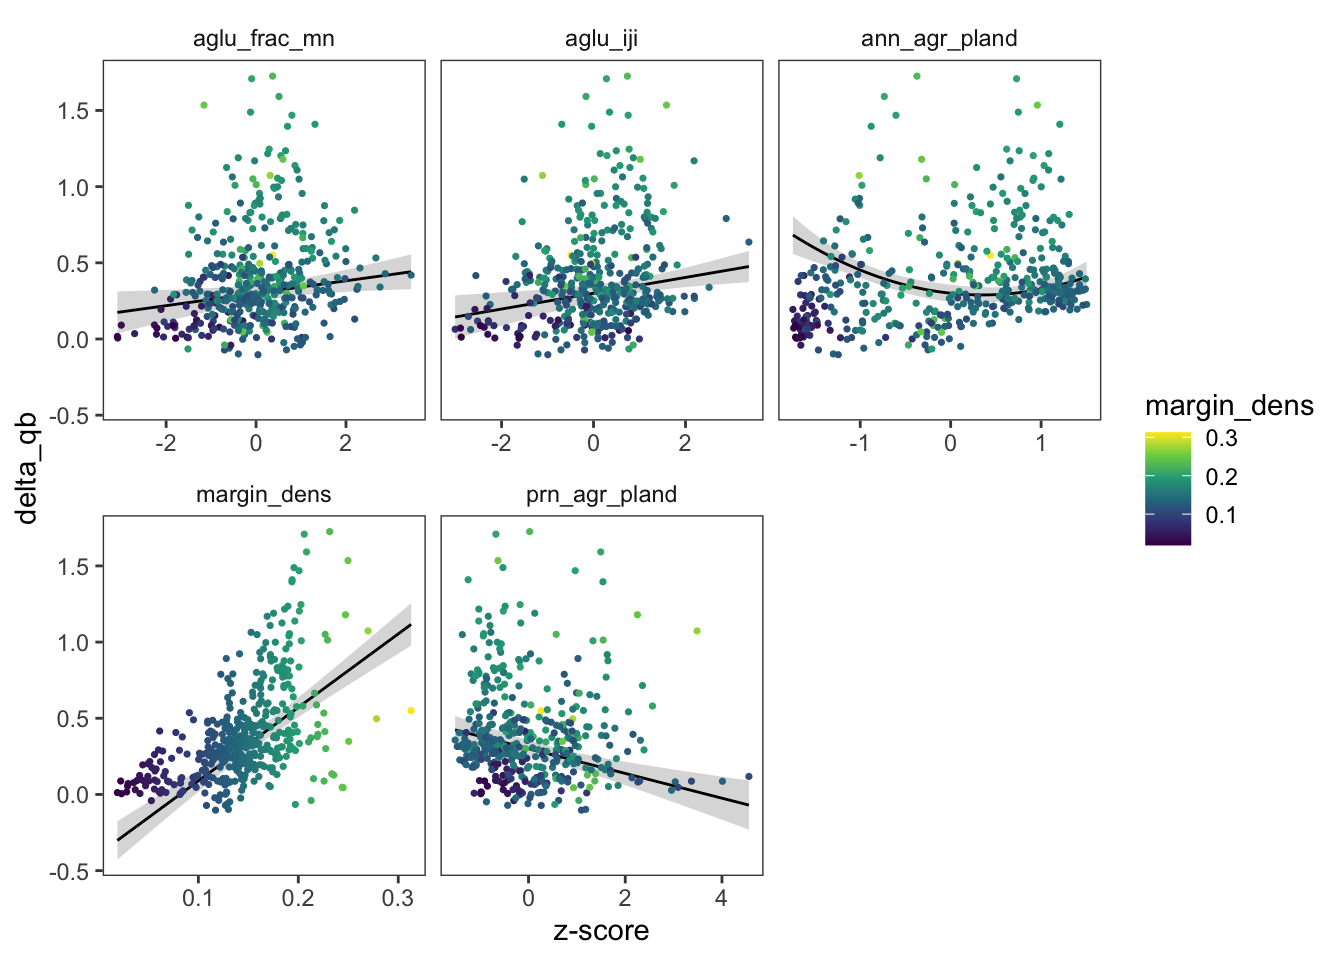 aglu_frac_mn aglu_iji ann_agr_pland
1.5
1.0
0.5
0.0
-0.5
-2 0 2 -2 0 2 -1 0 1
margin_dens prn_agr_pland
1.5
1.0
0.5
0.0
-0.5
0.1 0.2 0.3 0 2 4
z-score
delta_qb
margin_dens
0.3
0.2
0.1